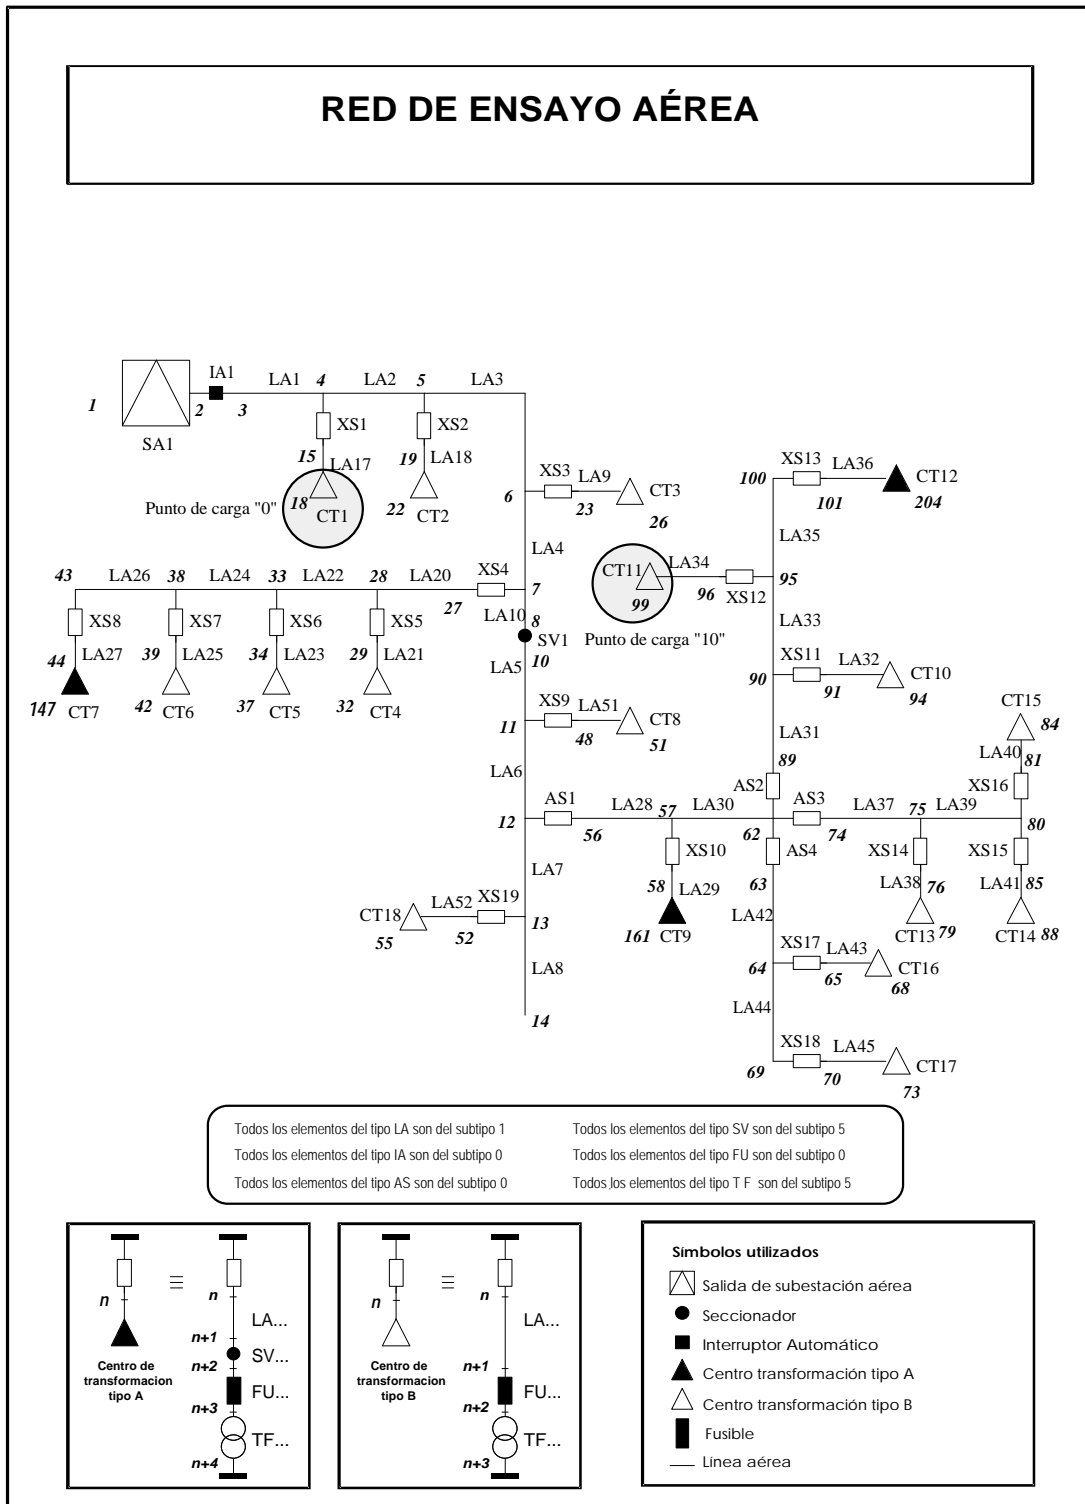 RED DE ENSAYO AÉREA
IA1
LA1
4
LA2
5
LA3
1
2
3
SA1
XS1
XS2
15
LA17
19
LA18
Punto de carga "0"
18
CT1
22
CT2
XS3
LA9
CT3
6
23
26
XS13
LA36
CT12
100
101
204
LA35
LA4
CT11
LA34
95
99
96
XS12
Punto de carga "10"
43
LA26
38
LA24
33
LA22
28
LA20
XS4
27
7
LA10
8
SV1
10
XS8
XS7
XS6
XS5
44
LA27
39
LA25
34
LA23
29
LA21
LA5
147
CT7
42
CT6
37
CT5
32
CT4
LA33
XS11
LA32
CT10
90
91
94
XS9
LA51
CT8
11
48
51
CT15
84
LA31
LA40
81
LA6
89
AS2
XS16
AS1
LA28
57
LA30
AS3
LA37
75
LA39
12
56
62
74
80
XS10
AS4
XS14
XS15
58
LA29
63
LA38
76
LA41
85
LA7
161
CT9
LA42
CT13
79
CT14
88
CT18
LA52
XS19
55
52
13
XS17
LA43
CT16
64
65
68
LA8
LA44
14
XS18
LA45
CT17
69
70
73
Todos los elementos del tipo LA son del subtipo 1
Todos los elementos del tipo SV son del subtipo 5
Todos los elementos del tipo IA son del subtipo 0
Todos los elementos del tipo FU son del subtipo 0
Todos los elementos del tipo AS son del subtipo 0
Todos los elementos del tipo T F son del subtipo 5
n
≡
n
LA...
n+1
SV...
n+2
FU...
n+3
TF...
n+4
Centro de
transformacion
tipo A
n
≡
n
LA...
n+1
FU...
n+2
TF...
n+3
Centro de
transformacion
tipo B
Símbolos utilizados
Salida de subestación aérea
Seccionador
Interruptor Automático
Centro transformación tipo A
Centro transformación tipo B
Fusible
Línea aérea